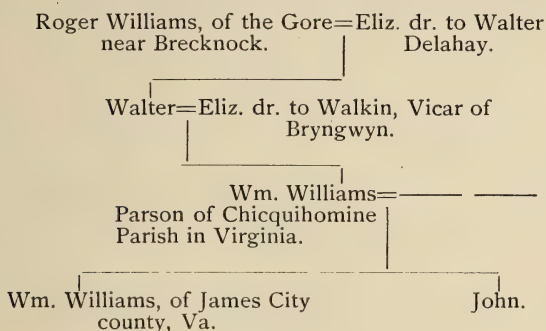 Roger Williams, of the Gore=Eliz. dr. to Walter
near Brecknock. Delahay.
Walter=Eliz. dr. to Walkin, Vicar of
Bryngwyn.
Wm. Williams=
Parson of Chicquihomine
Parish in Virginia.
Wm. Williams, of James City John.
county, Va.